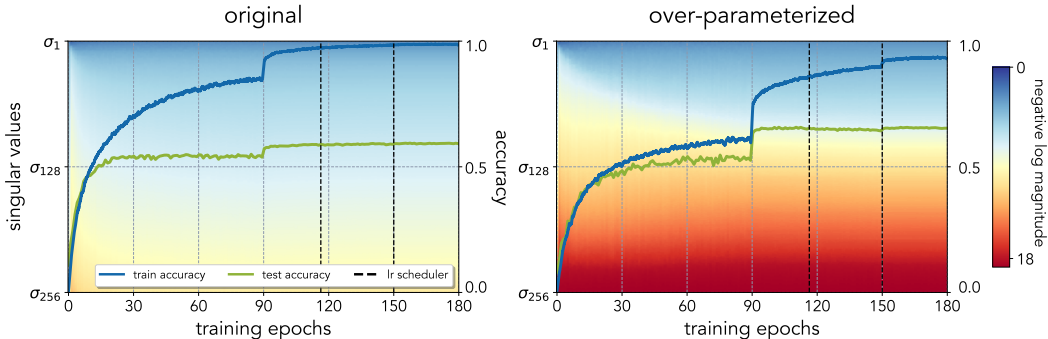 original
over-parameterized
singular values
σ1
σ128
σ256
1.0
0.5
0.0
accuracy
train accuracy
test accuracy
lr scheduler
0
30
60
90
120
150
180
training epochs
σ1
σ128
σ256
1.0
0.5
0.0
0
30
60
90
120
150
180
training epochs
0
18
negative log magnitude